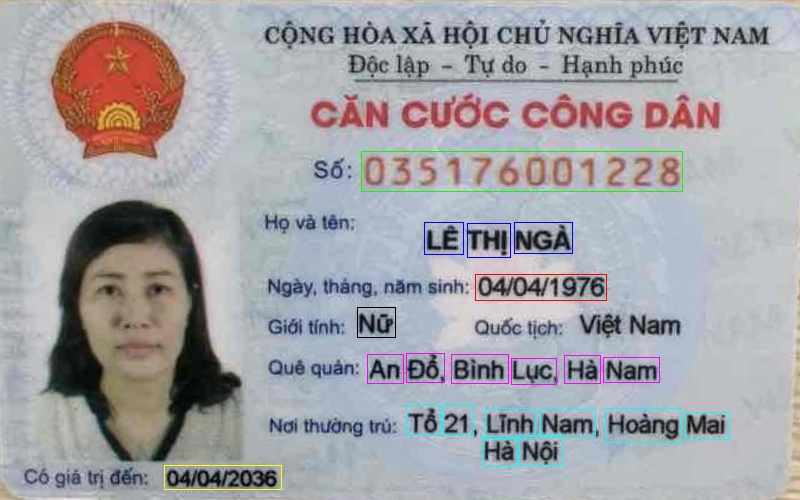 CỘNG HÒA XÃ HỘI CHỦ NGHĨA VIỆT NAM
Độc lập - Tự do - Hạnh phúc
CĂN CƯỚC CÔNG DÂN
Số: 035176001228
Họ và tên: LÊ THỊ NGÀ
Ngày, tháng, năm sinh: 04/04/1976
Giới tính: Nữ Quốc tịch: Việt Nam
Quê quán: An Đổ, Bình Lục, Hà Nam
Nơi thường trú: Tổ 21, Lĩnh Nam, Hoàng Mai
Hà Nội
Có giá trị đến: 04/04/2036